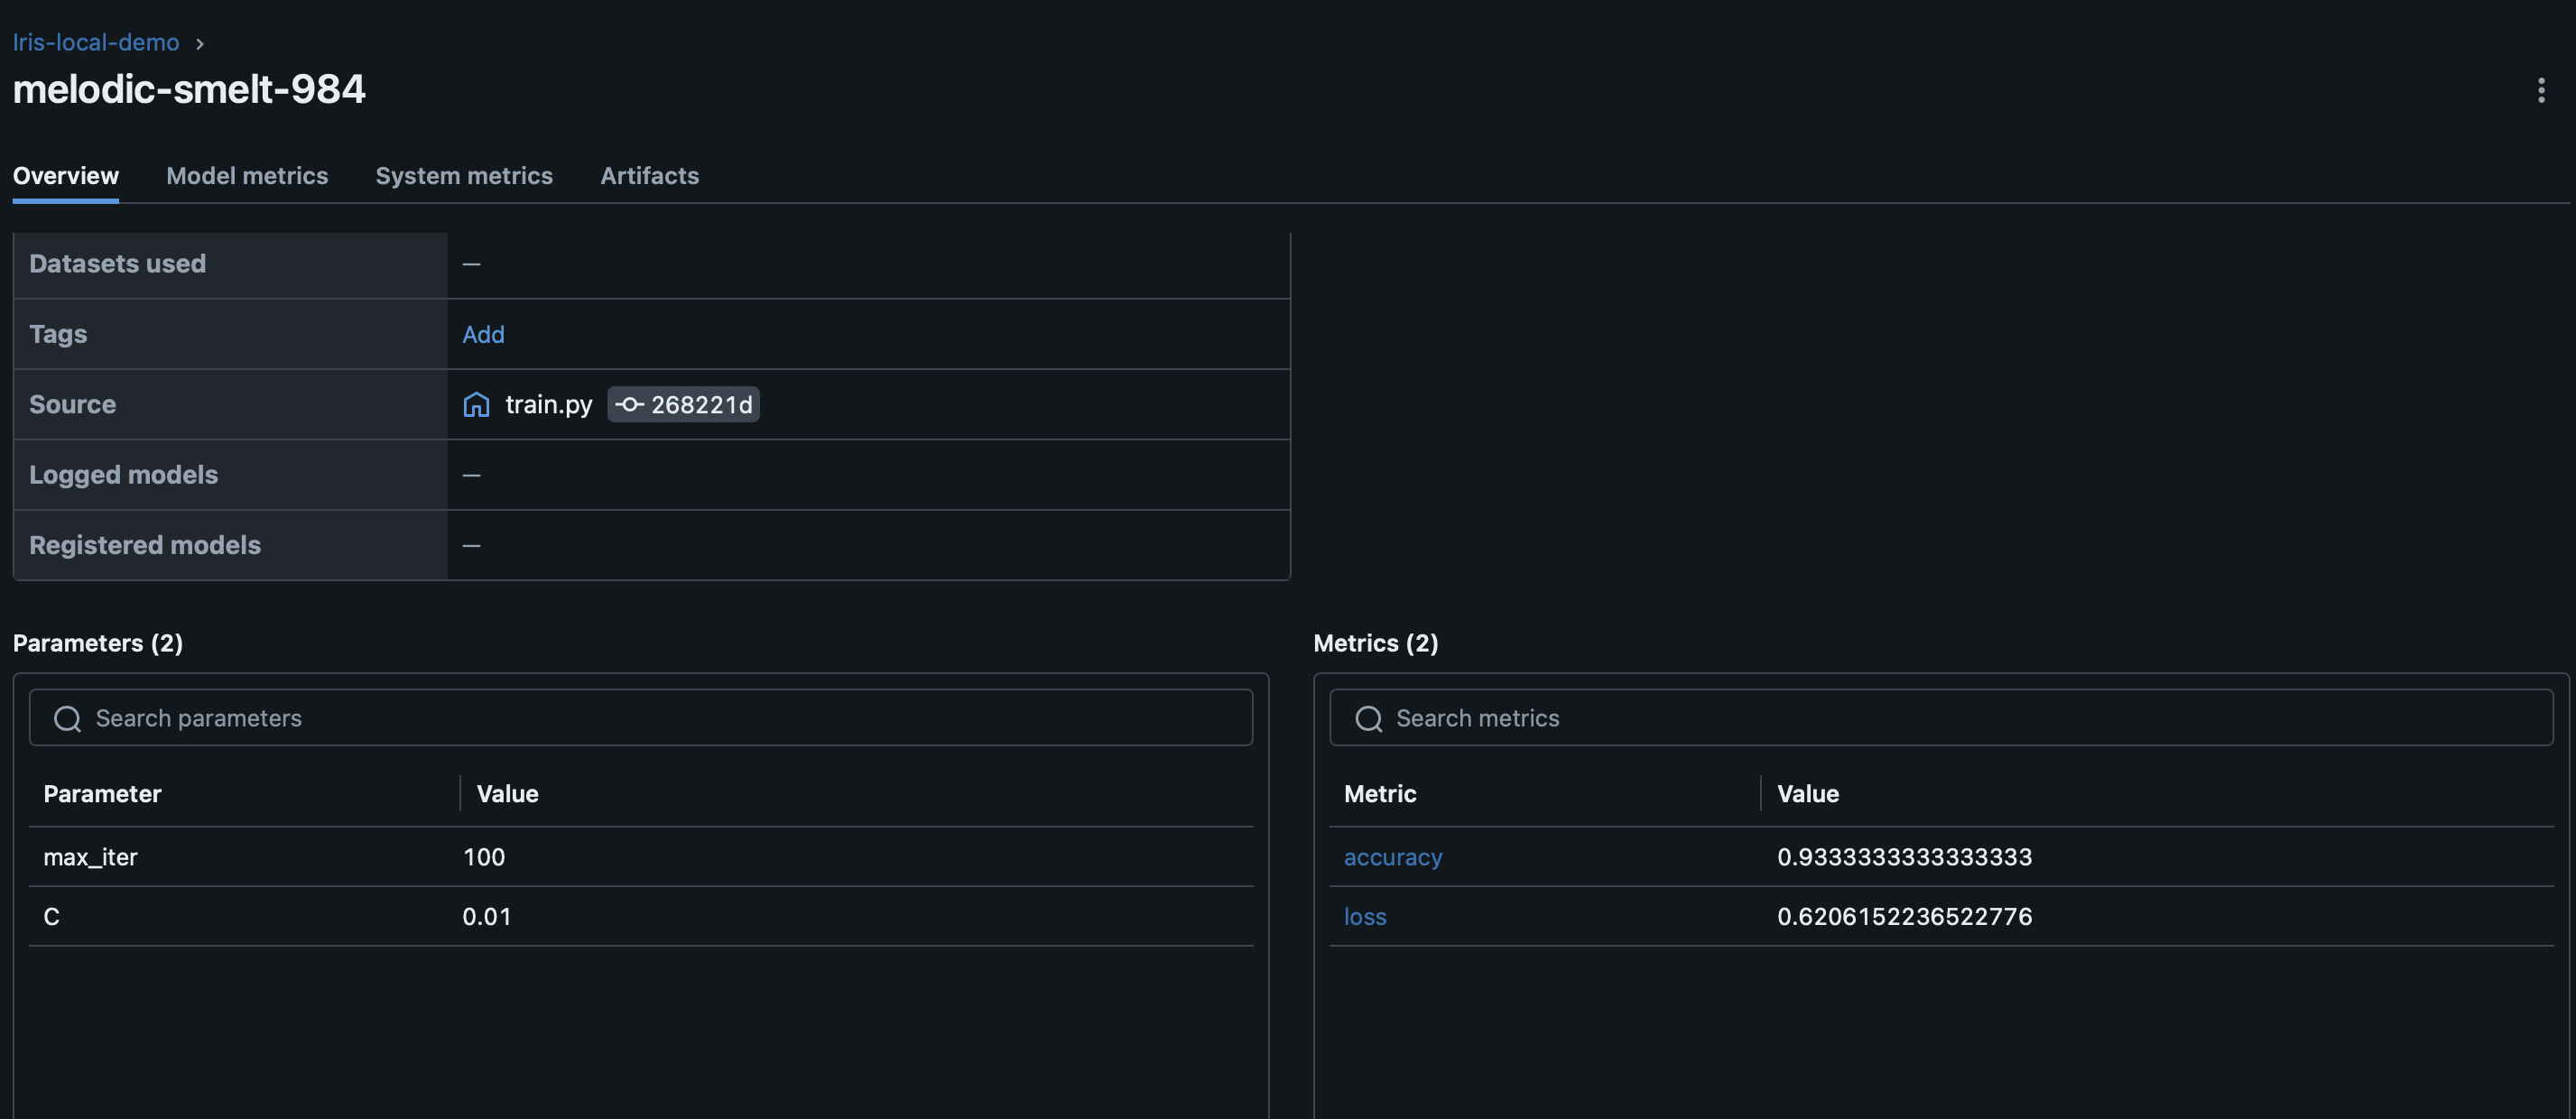 Iris-local-demo
melodic-smelt-984
Overview Model metrics System metrics Artifacts
Datasets used —
Tags Add
Source train.py 268221d
Logged models —
Registered models —
Parameters (2)
Search parameters
Parameter Value
max_iter 100
C 0.01
Metrics (2)
Search metrics
Metric Value
accuracy 0.9333333333333333
loss 0.6206152236522776